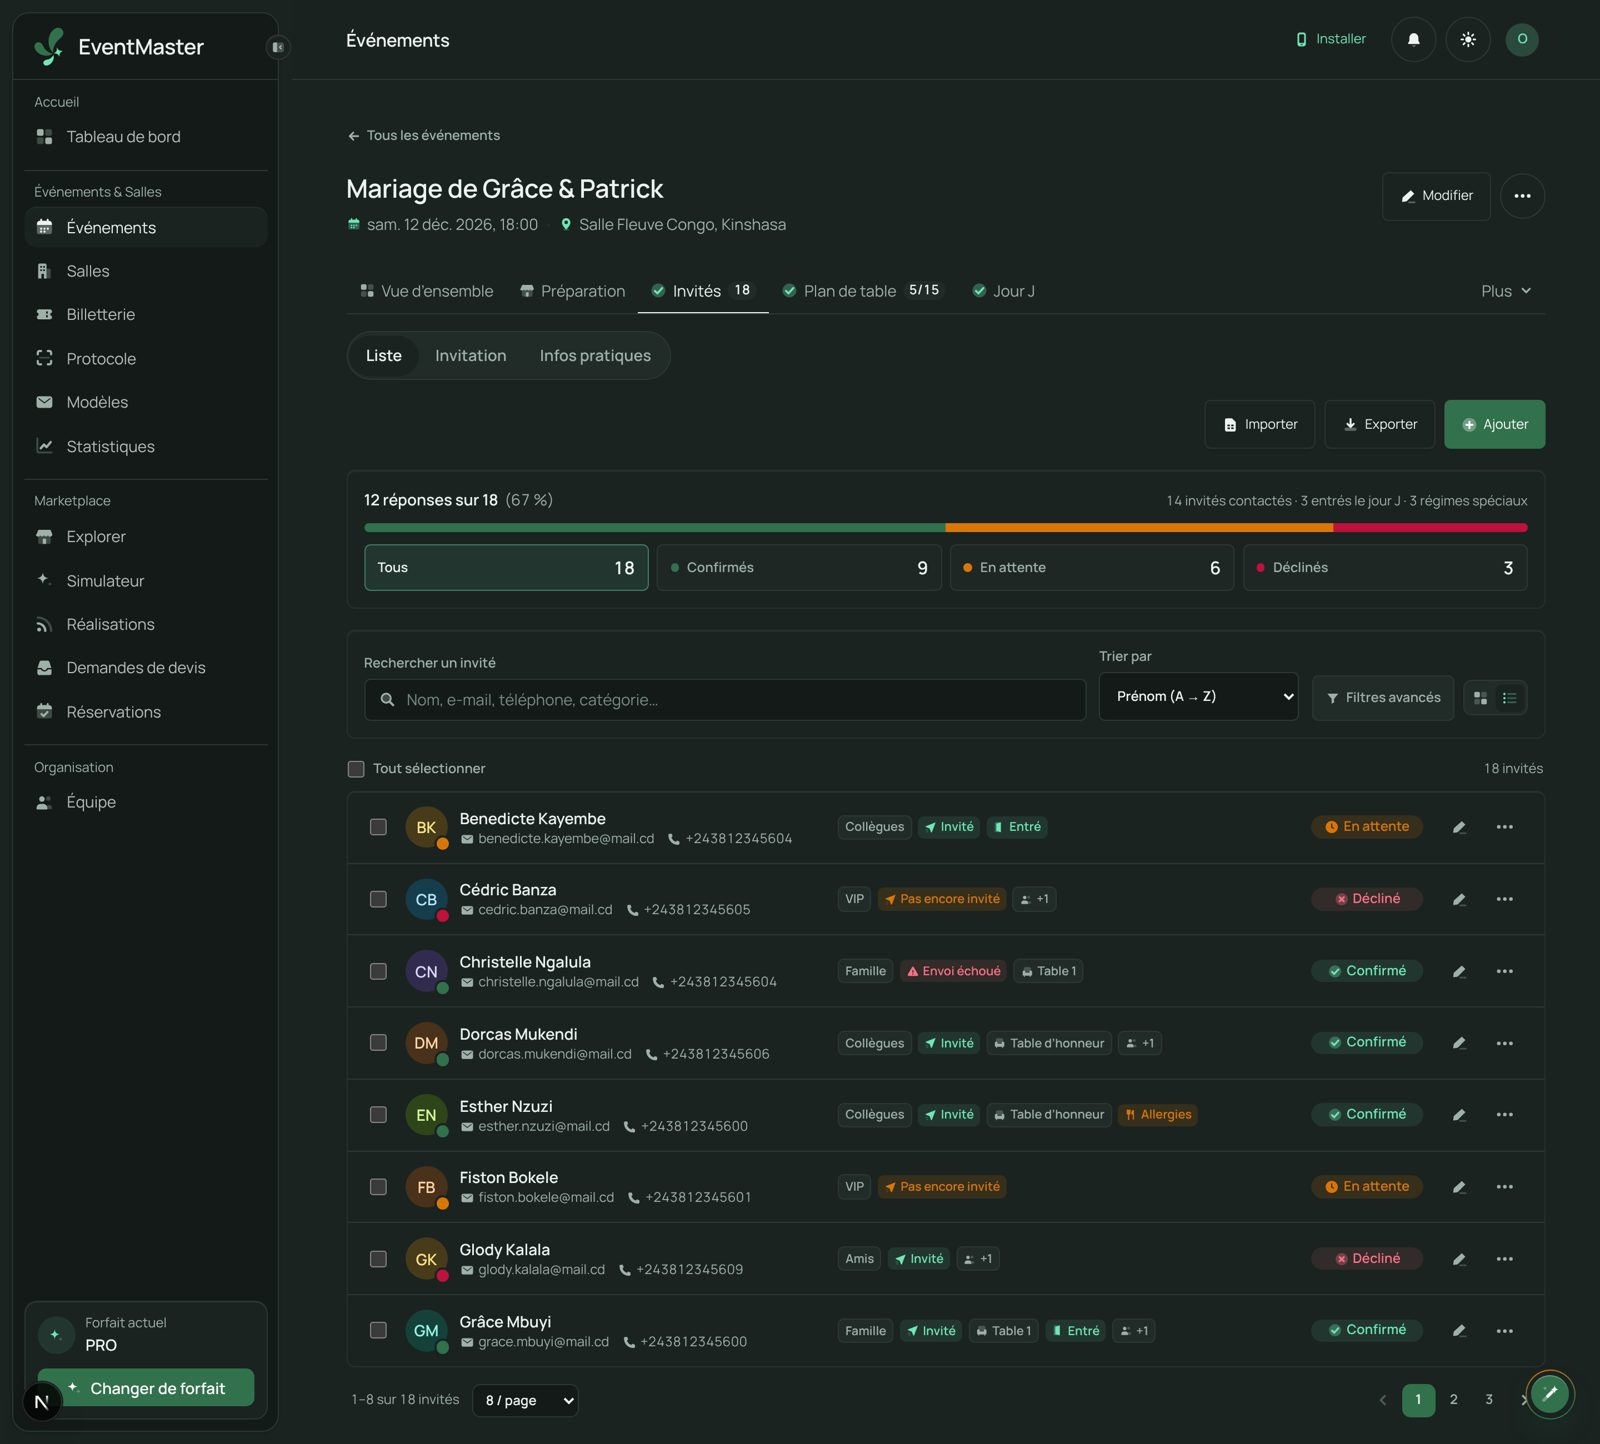 EventMaster
Accueil
Tableau de bord
Événements & Salles
Événements
Salles
Billetterie
Protocole
Modèles
Statistiques
Marketplace
Explorer
Simulateur
Réalisations
Demandes de devis
Réservations
Organisation
Équipe
Forfait actuel
PRO
Changer de forfait
N
Événements
Installer
O
← Tous les événements
Mariage de Grâce & Patrick
Modifier
sam. 12 déc. 2026, 18:00 · Salle Fleuve Congo, Kinshasa
Vue d'ensemble Préparation Invités 18 Plan de table 5/15 Jour J Plus
Liste Invitation Infos pratiques
Importer Exporter Ajouter
12 réponses sur 18 (67 %) 14 invités contactés · 3 entrés le jour J · 3 régimes spéciaux
Tous 18 Confirmés 9 En attente 6 Déclinés 3
Rechercher un invité Trier par
Nom, e-mail, téléphone, catégorie... Prénom (A → Z) Filtres avancés
Tout sélectionner 18 invités
BK Benedicte Kayembe Collègues Invité Entré En attente
benedicte.kayembe@mail.cd +243812345604
CB Cédric Banza VIP Pas encore invité +1 Décliné
cedric.banza@mail.cd +243812345605
CN Christelle Ngalula Famille Envoi échoué Table 1 Confirmé
christelle.ngalula@mail.cd +243812345604
DM Dorcas Mukendi Collègues Invité Table d'honneur +1 Confirmé
dorcas.mukendi@mail.cd +243812345606
EN Esther Nzuzi Collègues Invité Table d'honneur Allergies Confirmé
esther.nzuzi@mail.cd +243812345600
FB Fiston Bokele VIP Pas encore invité En attente
fiston.bokele@mail.cd +243812345601
GK Glody Kalala Amis Invité +1 Décliné
glody.kalala@mail.cd +243812345609
GM Grâce Mbuyi Famille Invité Table 1 Entré +1 Confirmé
grace.mbuyi@mail.cd +243812345600
1–8 sur 18 invités 8 / page 1 2 3